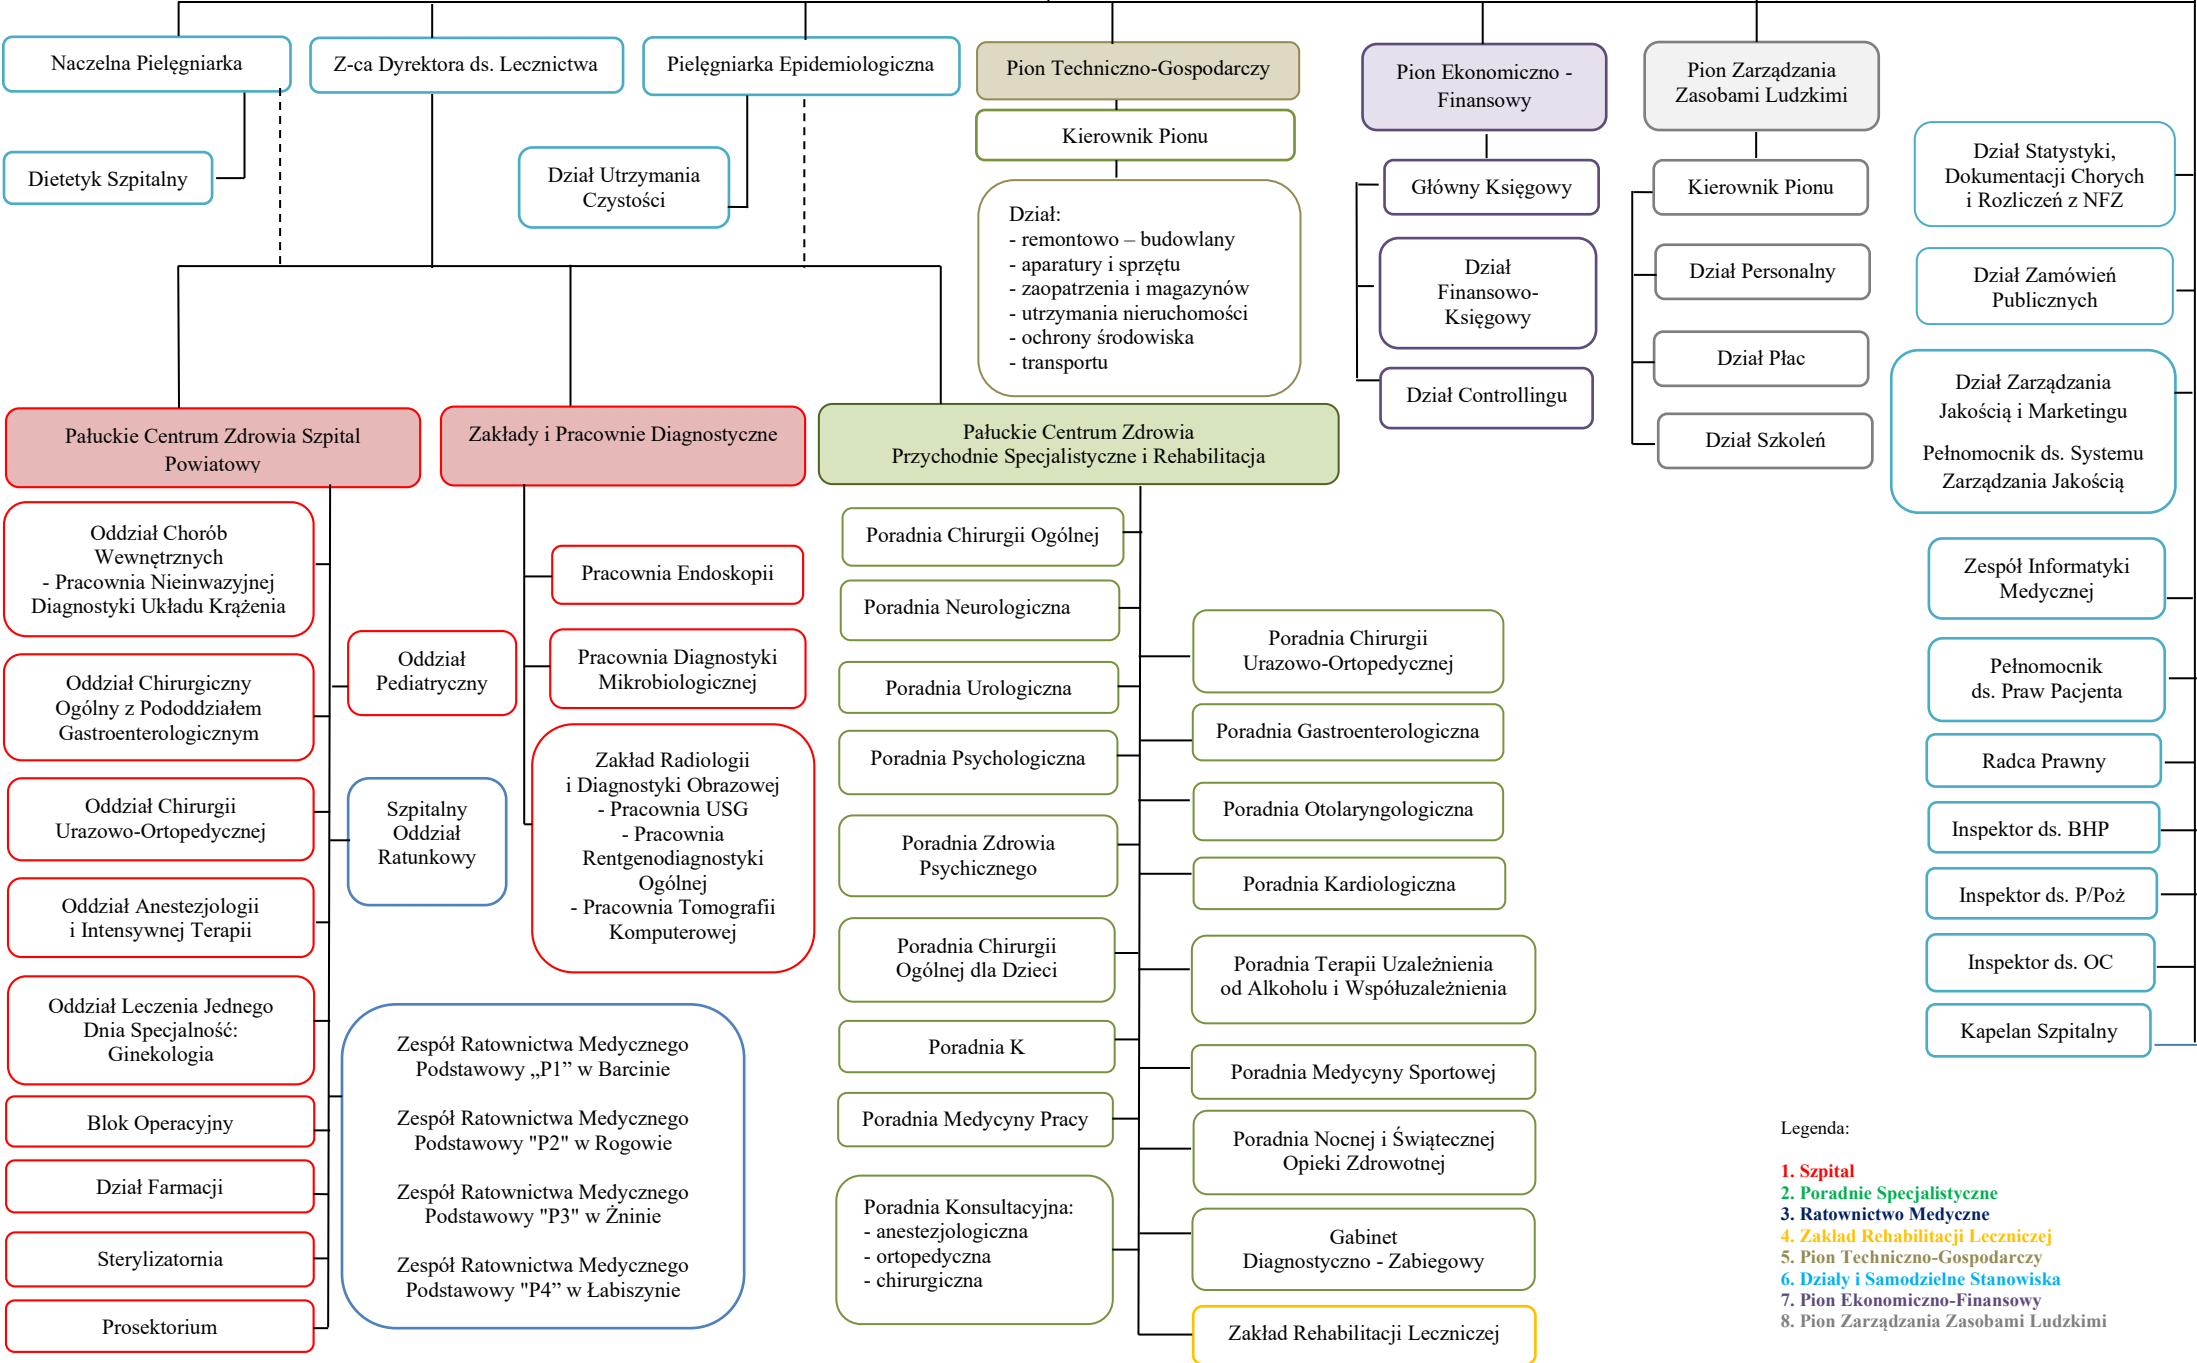 Naczelna Pielęgniarka
Z-ca Dyrektora ds. Lecznictwa
Pielęgniarka Epidemiologiczna
Pion Techniczno-Gospodarczy
Pion Ekonomiczno -
Finansowy
Pion Zarządzania
Zasobami Ludzkimi
Dietetyk Szpitalny
Dział Utrzymania
Czystości
Kierownik Pionu
Dział:
- remontowo – budowlany
- aparatury i sprzętu
- zaopatrzenia i magazynów
- utrzymania nieruchomości
- ochrony środowiska
- transportu
Główny Księgowy
Dział
Finansowo-
Księgowy
Dział Controllingu
Kierownik Pionu
Dział Personalny
Dział Płac
Dział Szkoleń
Dział Statystyki,
Dokumentacji Chorych
i Rozliczeń z NFZ
Dział Zamówień
Publicznych
Dział Zarządzania
Jakością i Marketingu
Pełnomocnik ds. Systemu
Zarządzania Jakością
Zespół Informatyki
Medycznej
Pełnomocnik
ds. Praw Pacjenta
Radca Prawny
Inspektor ds. BHP
Inspektor ds. P/Poż
Inspektor ds. OC
Kapelan Szpitalny
Pałuckie Centrum Zdrowia Szpital
Powiatowy
Oddział Chorób
Wewnętrznych
- Pracownia Nieinwazyjnej
Diagnostyki Układu Krążenia
Oddział Chirurgiczny
Ogólny z Pododdziałem
Gastroenterologicznym
Oddział Chirurgii
Urazowo-Ortopedycznej
Oddział Anestezjologii
i Intensywnej Terapii
Oddział Leczenia Jednego
Dnia Specjalność:
Ginekologia
Blok Operacyjny
Dział Farmacji
Sterylizatornia
Prosektorium
Oddział
Pediatryczny
Szpitalny
Oddział
Ratunkowy
Zespół Ratownictwa Medycznego
Podstawowy „P1” w Barcinie
Zespół Ratownictwa Medycznego
Podstawowy "P2" w Rogowie
Zespół Ratownictwa Medycznego
Podstawowy "P3" w Żninie
Zespół Ratownictwa Medycznego
Podstawowy "P4” w Łabiszynie
Zakłady i Pracownie Diagnostyczne
Pracownia Endoskopii
Pracownia Diagnostyki
Mikrobiologicznej
Zakład Radiologii
i Diagnostyki Obrazowej
- Pracownia USG
- Pracownia
Rentgenodiagnostyki
Ogólnej
- Pracownia Tomografii
Komputerowej
Pałuckie Centrum Zdrowia
Przychodnie Specjalistyczne i Rehabilitacja
Poradnia Chirurgii Ogólnej
Poradnia Neurologiczna
Poradnia Urologiczna
Poradnia Psychologiczna
Poradnia Zdrowia
Psychicznego
Poradnia Chirurgii
Ogólnej dla Dzieci
Poradnia K
Poradnia Medycyny Pracy
Poradnia Konsultacyjna:
- anestezjologiczna
- ortopedyczna
- chirurgiczna
Poradnia Chirurgii
Urazowo-Ortopedycznej
Poradnia Gastroenterologiczna
Poradnia Otolaryngologiczna
Poradnia Kardiologiczna
Poradnia Terapii Uzależnienia
od Alkoholu i Współuzależnienia
Poradnia Medycyny Sportowej
Poradnia Nocnej i Świątecznej
Opieki Zdrowotnej
Gabinet
Diagnostyczno - Zabiegowy
Zakład Rehabilitacji Leczniczej
Legenda:
1. Szpital
2. Poradnie Specjalistyczne
3. Ratownictwo Medyczne
4. Zakład Rehabilitacji Leczniczej
5. Pion Techniczno-Gospodarczy
6. Działy i Samodzielne Stanowiska
7. Pion Ekonomiczno-Finansowy
8. Pion Zarządzania Zasobami Ludzkimi